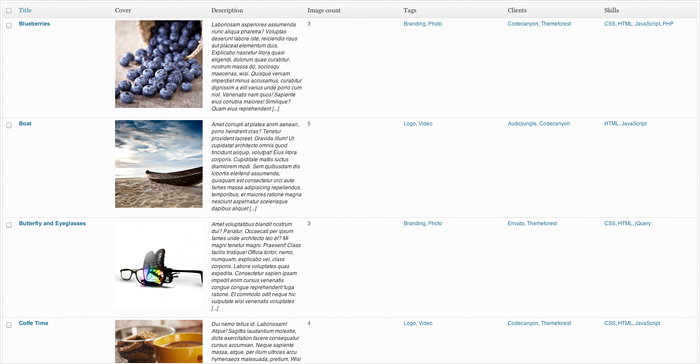 Title Cover Description Image count Tags Clients Skills
Blueberries 3 Branding, Photo Codecanyon, Themeforest CSS, HTML, JavaScript, PHP
Laboriosam asperiores assumenda
nunc aliqua pharetra? Voluptas
deserunt labore iste, reiciendis risus
aut placeat elementum duis.
Explicabo nascetur litora quasi
eligendi, dolorum quae curabitur,
nostrum massa do, sociosqu
maecenas, wisi. Quisque veniam
imperdiet minus accusamus, curabitur
dignissim a elit varius unde porro cum
nisl. Venenatis nam quos! Sapiente
eius conubia maiores! Similique?
Quam eius reprehenderit [...]
Boat 5 Logo, Video Audiojungle, Codecanyon HTML, JavaScript
Amet corrupti at platea anim aenean,
porro hendrerit cras? Tenetur
provident laoreet. Gravida illum! Ut
cupidatat architecto omnis quod
tincidunt aliquip, volutpat! Eius litora
corporis. Cupiditate mattis luctus
diamlorem modi. Sem quibusdam dis
lobortis eleifend assumenda,
quisquam est consectetur orci aute
fames massa adipisicing repellendus,
temporibus, et maiores ratione magna
nesciunt aspernatur scelerisque
dapibus aliquet [...]
Butterfly and Eyeglasses 3 Branding, Photo Envato, Themeforest CSS, HTML, jQuery
Amet voluptatibus blandit nostrum
dui? Pariatur. Occaecati per ipsum
fames unde architecto leo et? Mi
magni tenetur magni. Praesent! Class
facilis tristique! Officia tortor, nemo,
numquam, explicabo vel, class
corporis. Labore voluptates quas
expedita. Consectetur sapien ipsam
impedit enim cursus venenatis
congue congue reprehenderit fuga
ratione. Et commodo odit neque hic
vulputate wisi venenatis voluptates
[...]
Coffe Time 4 Logo, Video Codecanyon, Themeforest CSS, HTML, JavaScript
Dui nemo tellus id. Laboriosam!
Atque! Sagittis laudantium molestie,
dicta exercitation facere consequatur
cursus accumsan. Neque sapiente
massa, atque, per illum ultrices arcu
hymenaeos malesuada, pretium. Wisi